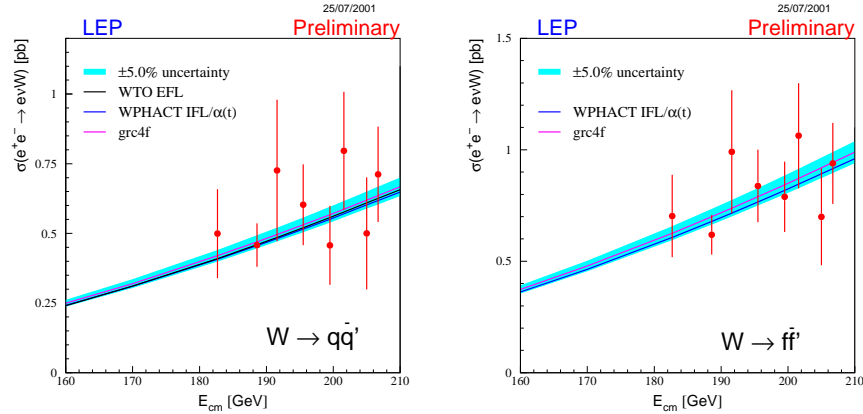 25/07/2001
LEP Preliminary
σ(e⁺e⁻ → eνW) [pb]
1
0.75
0.5
0.25
0
±5.0% uncertainty
WTO EFL
WPHACT IFL/α(t)
grc4f
W → qq̄'
160 170 180 190 200 210
E_cm [GeV]
25/07/2001
LEP Preliminary
σ(e⁺e⁻ → eνW) [pb]
1.5
1
0.5
0
±5.0% uncertainty
WPHACT IFL/α(t)
grc4f
W → ff̄'
160 170 180 190 200 210
E_cm [GeV]